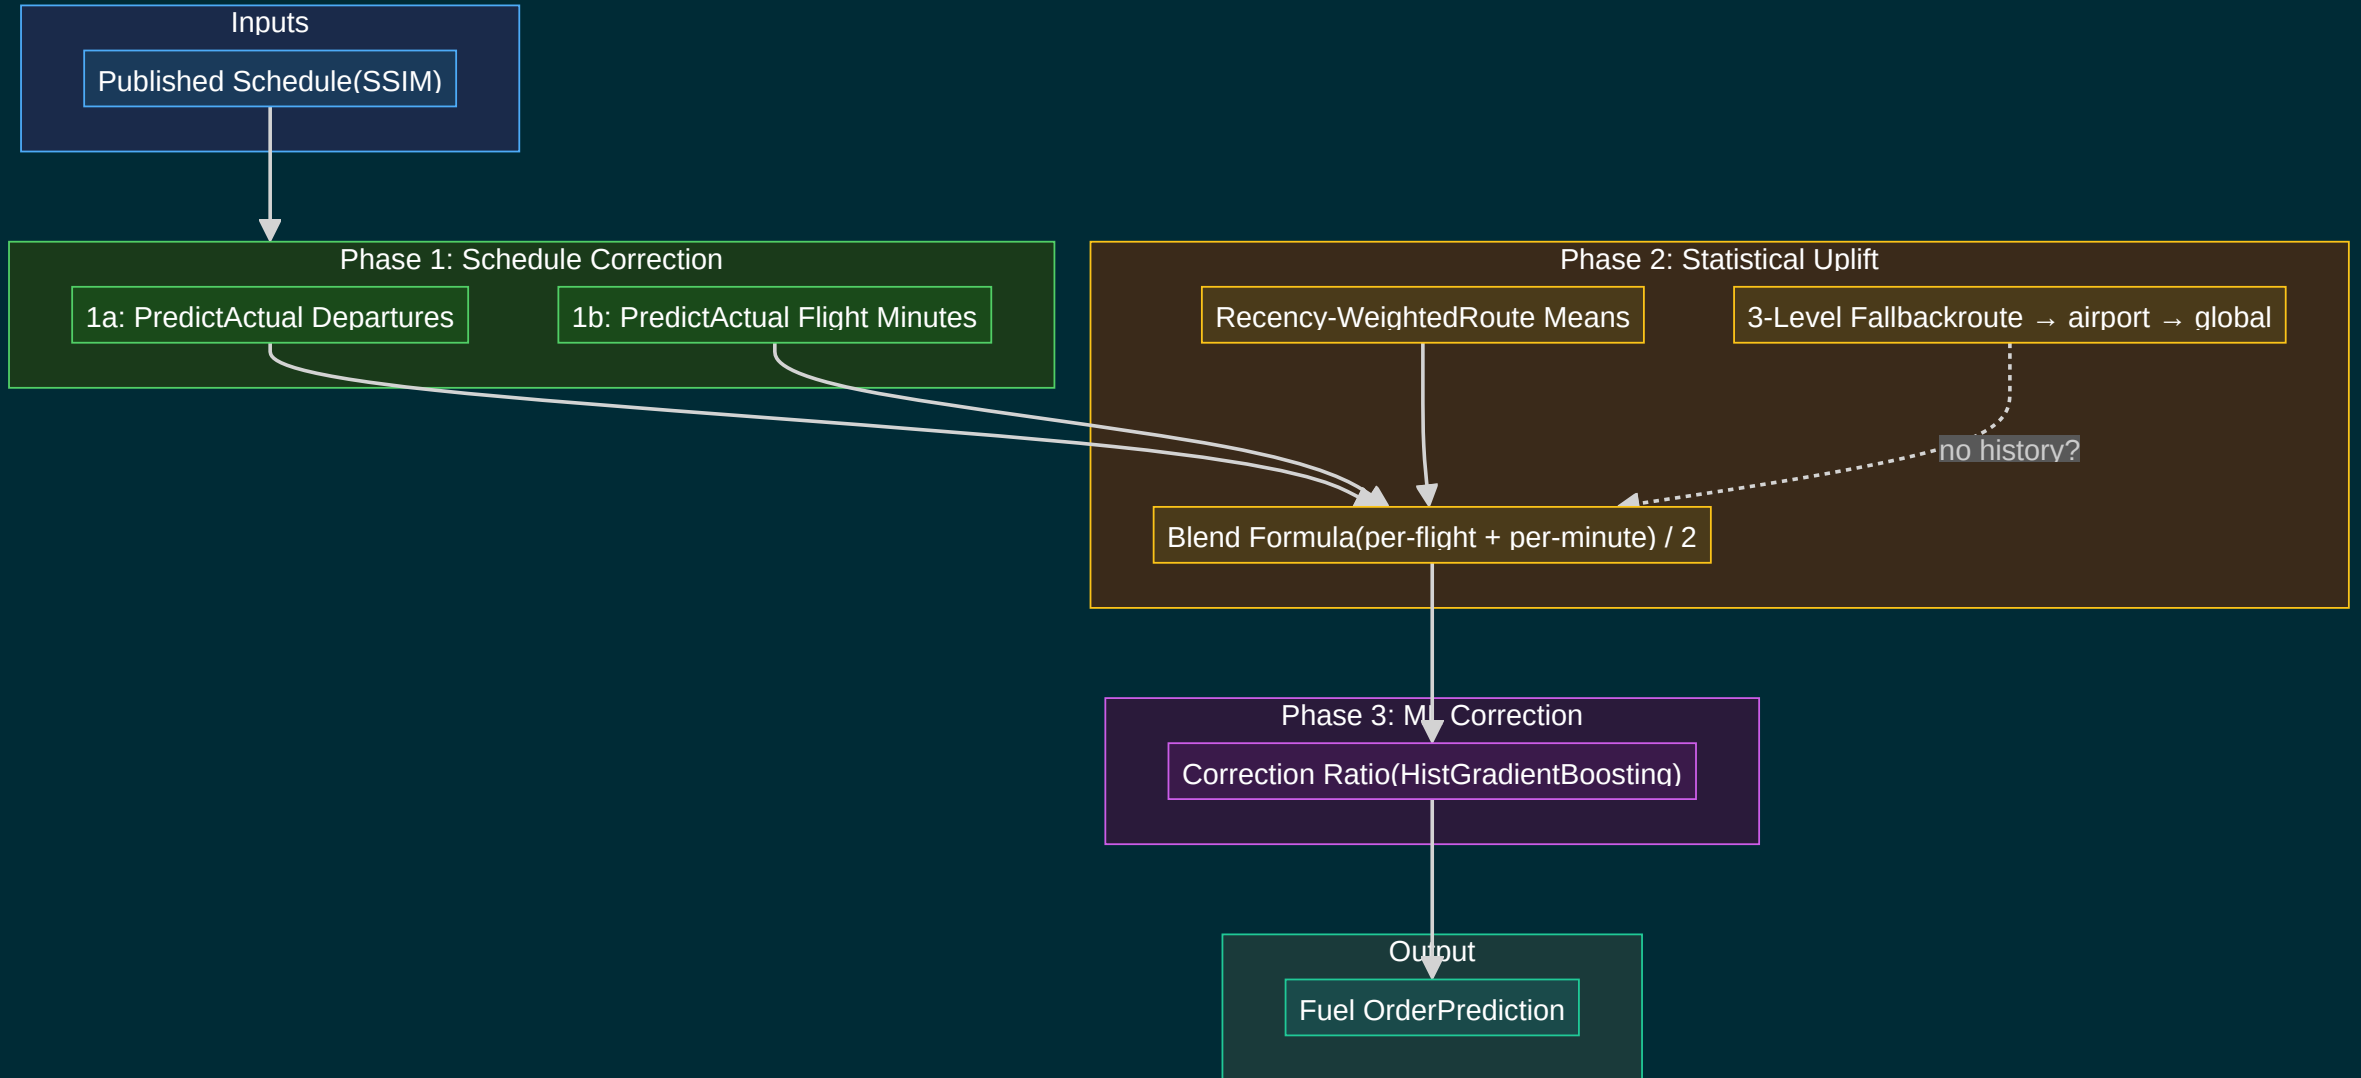 Inputs
Published Schedule(SSIM)
Phase 1: Schedule Correction
1a: PredictActual Departures
1b: PredictActual Flight Minutes
Phase 2: Statistical Uplift
Recency-WeightedRoute Means
3-Level Fallbackroute → airport → global
no history?
Blend Formula(per-flight + per-minute) / 2
Phase 3: ML Correction
Correction Ratio(HistGradientBoosting)
Output
Fuel OrderPrediction